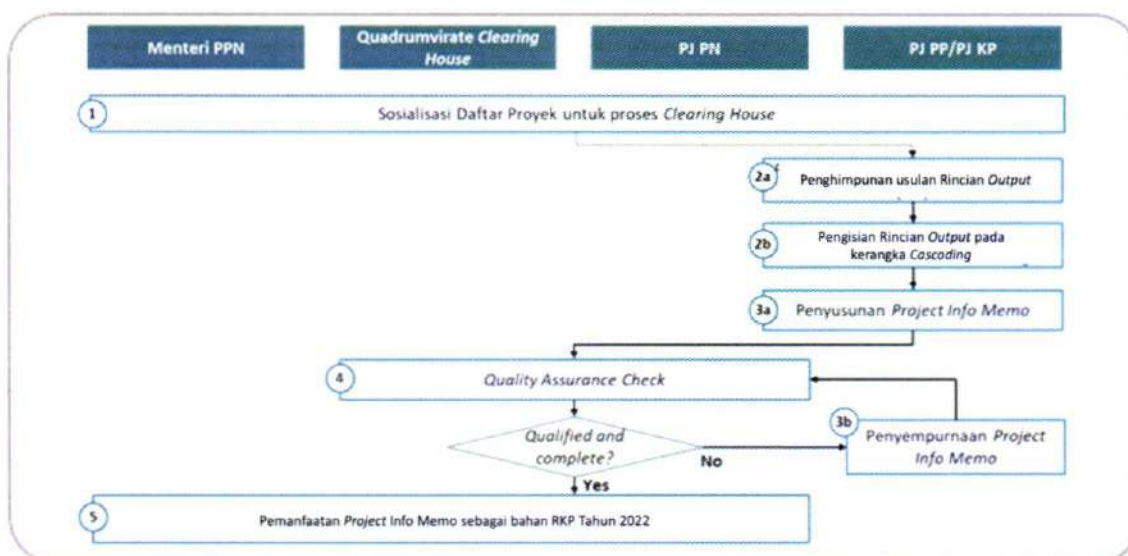 Menteri PPN
Quadrumvirate Clearing
House
PJ PN
PJ PP/PJ KP
1
Sosialisasi Daftar Proyek untuk proses Clearing House
2a
Penghimpunan usulan Rincian Output
2b
Pengisian Rincian Output pada
kerangka Cascading
3a
Penyusunan Project Info Memo
4
Quality Assurance Check
Qualified and
complete?
No
3b
Penyempurnaan Project
Info Memo
Yes
5
Pemanfaatan Project Info Memo sebagai bahan RKP Tahun 2022